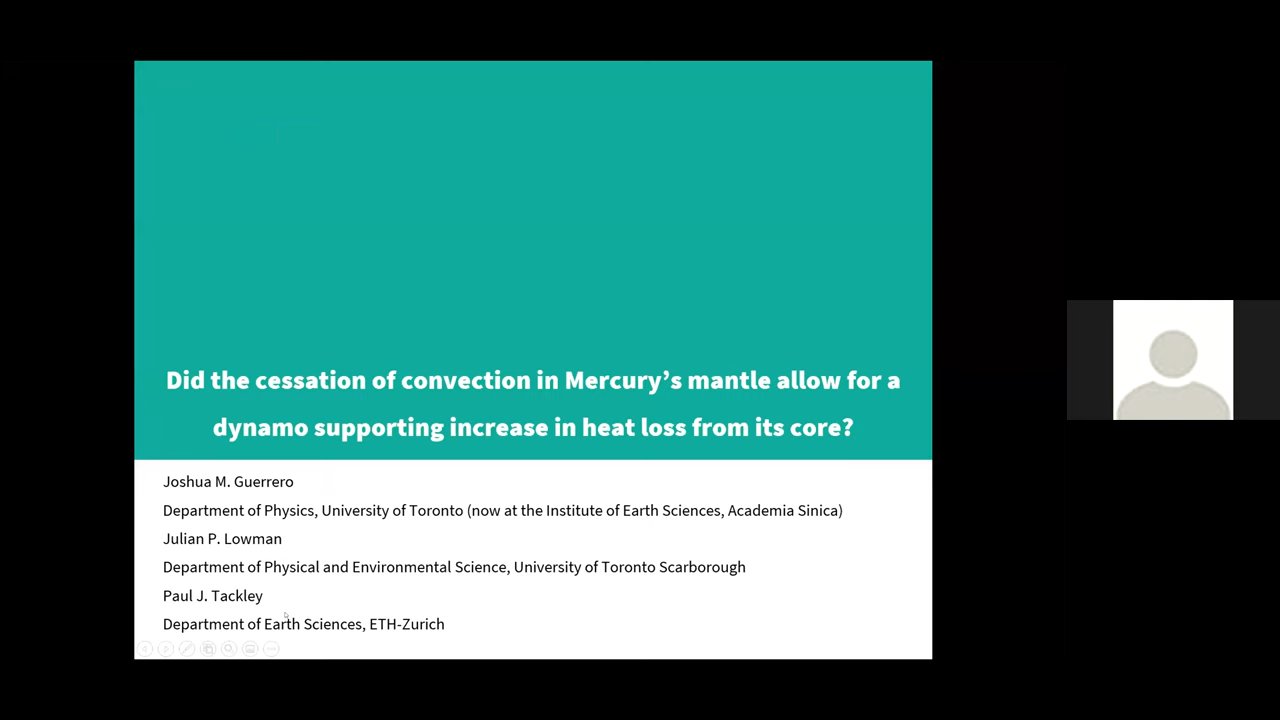 Did the cessation of convection in Mercury’s mantle allow for a
dynamo supporting increase in heat loss from its core?
Joshua M. Guerrero
Department of Physics, University of Toronto (now at the Institute of Earth Sciences, Academia Sinica)
Julian P. Lowman
Department of Physical and Environmental Science, University of Toronto Scarborough
Paul J. Tackley
Department of Earth Sciences, ETH-Zurich